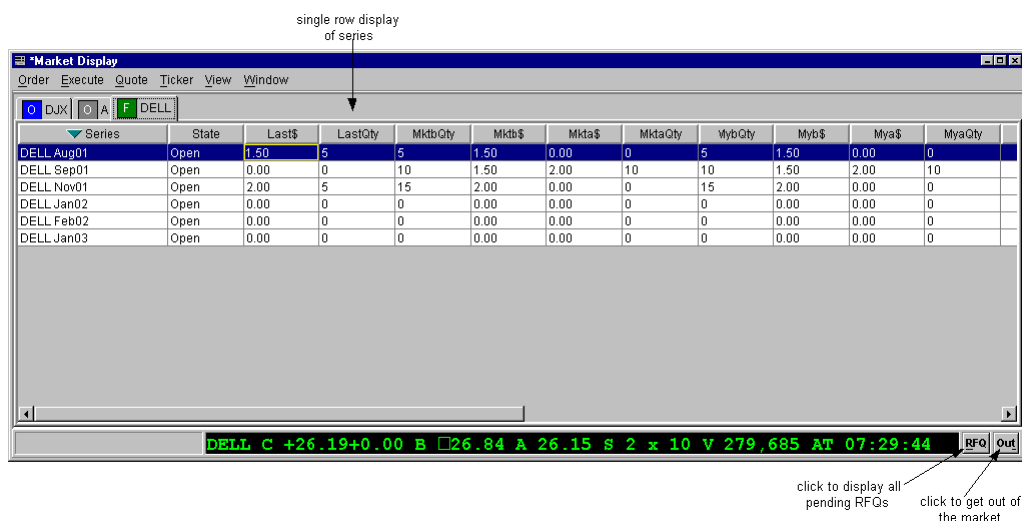 single row display
of series
*Market Display
Order Execute Quote Ticker View Window
O DJX O A F DELL
Series State Last$ LastQty MktbQty Mktb$ Mkta$ MktaQty MybQty Myb$ Mya$ MyaQty
DELL Aug01 Open 1.50 5 5 1.50 0.00 0 5 1.50 0.00 0
DELL Sep01 Open 0.00 0 10 1.50 2.00 10 10 1.50 2.00 10
DELL Nov01 Open 2.00 5 15 2.00 0.00 0 15 2.00 0.00 0
DELL Jan02 Open 0.00 0 0 0.00 0.00 0 0 0.00 0.00 0
DELL Feb02 Open 0.00 0 0 0.00 0.00 0 0 0.00 0.00 0
DELL Jan03 Open 0.00 0 0 0.00 0.00 0 0 0.00 0.00 0
DELL C +26.19+0.00 B □26.84 A 26.15 S 2 x 10 V 279,685 AT 07:29:44 RFQ Out
click to display all
pending RFQs
click to get out of
the market